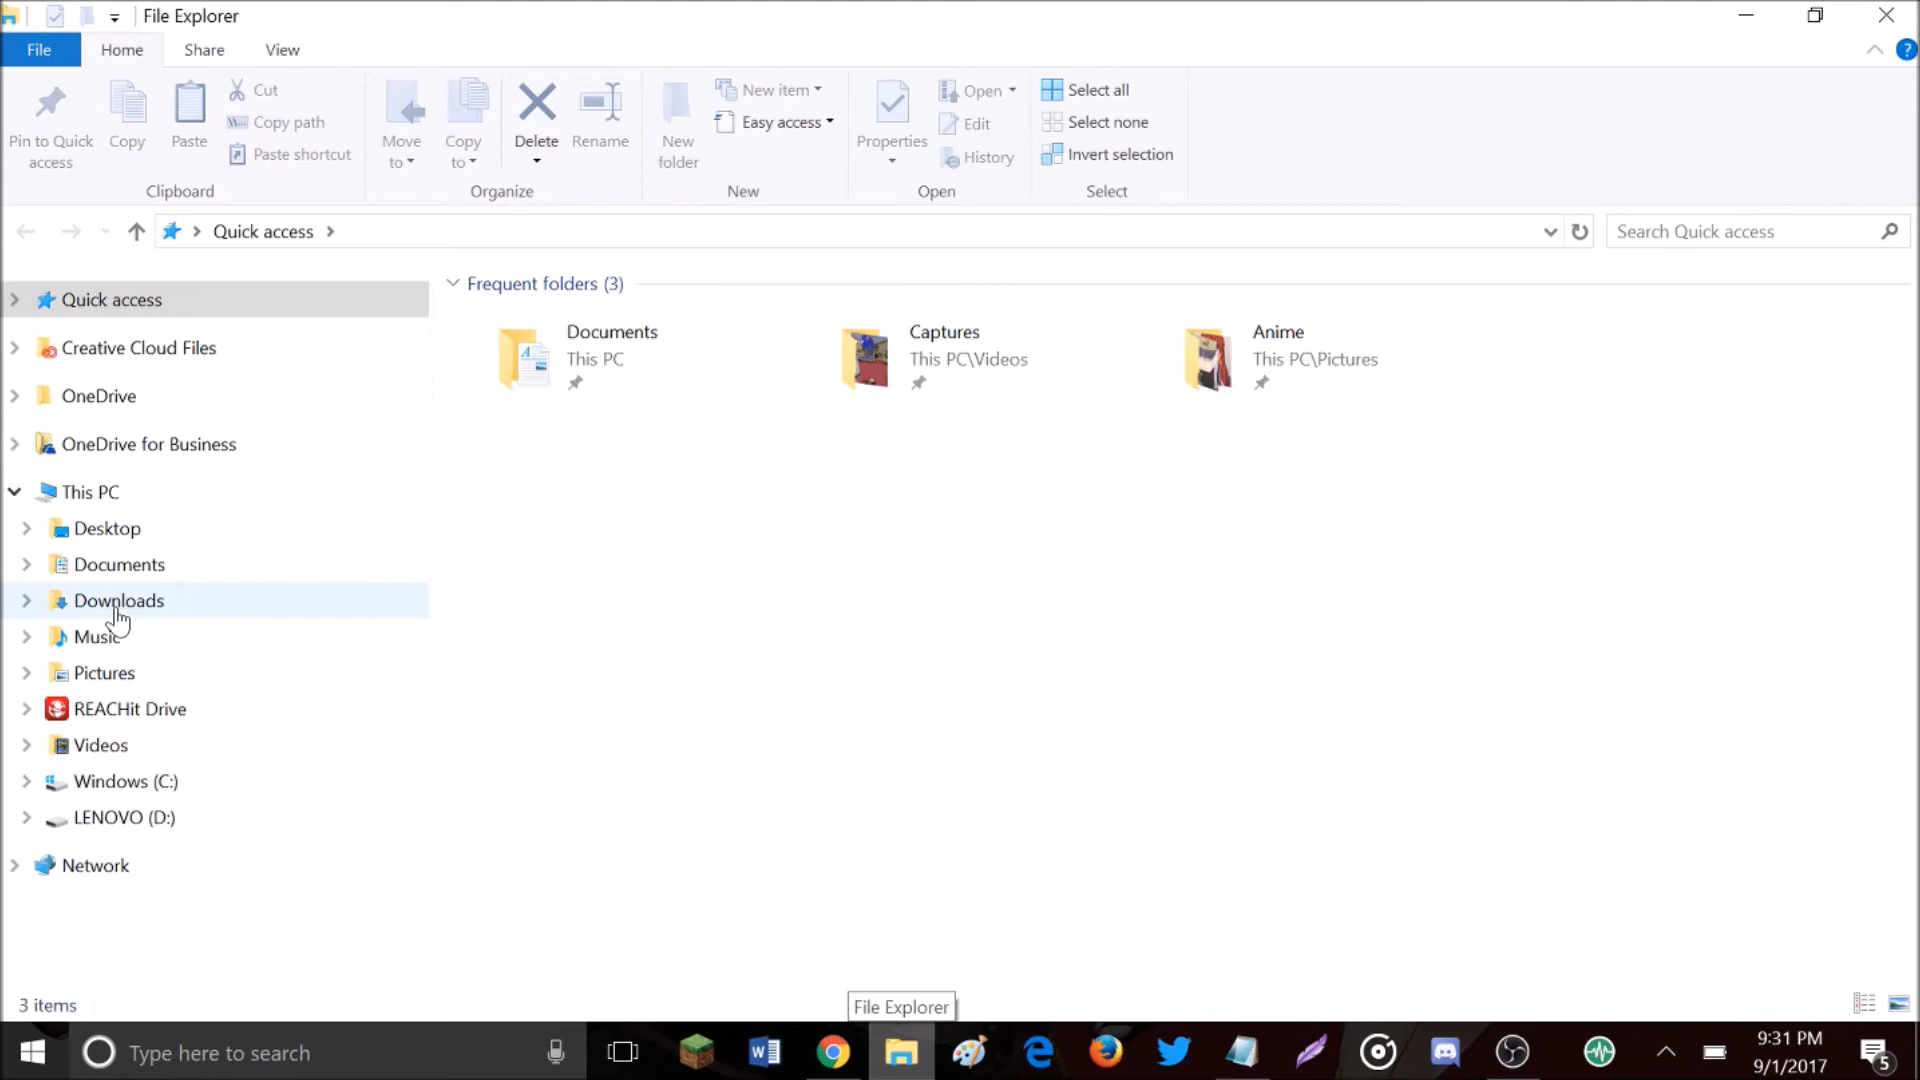 File Explorer
File
Home
Share
View
Pin to Quick access
Copy
Paste
Cut
Copy path
Paste shortcut
Clipboard
Move to
Copy to
Delete
Rename
Organize
New folder
New item
Easy access
New
Properties
Open
Edit
History
Open
Select all
Select none
Invert selection
Select
Quick access
Search Quick access
Quick access
Creative Cloud Files
OneDrive
OneDrive for Business
This PC
Desktop
Documents
Downloads
Music
Pictures
REACHit Drive
Videos
Windows (C:)
LENOVO (D:)
Network
Frequent folders (3)
Documents
This PC
Captures
This PC\Videos
Anime
This PC\Pictures
3 items
File Explorer
Type here to search
9:31 PM
9/1/2017
5